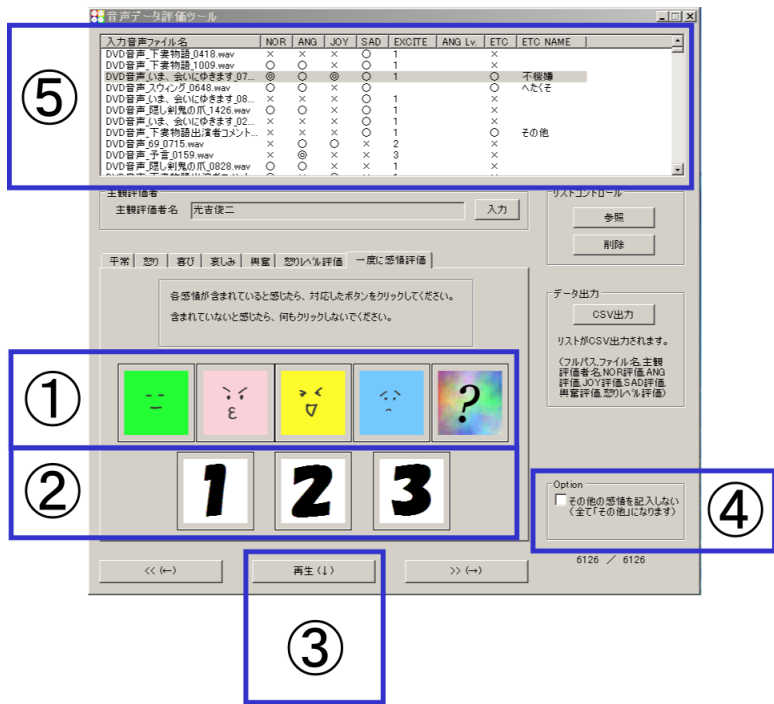 音声データ評価ツール
入力音声ファイル名 NOR ANG JOY SAD EXCITE ANG Lv. ETC ETC NAME
DVD音声_下妻物語_0418.wav × × × ○ 1 ×
DVD音声_下妻物語_1009.wav ○ ○ × ○ 1 ×
DVD音声_いま、会いにゆきます_07... ◎ ○ ◎ ○ 1 ○ 不機嫌
DVD音声_スウィング_0648.wav ○ ○ × ○ ○ へたくそ
DVD音声_いま、会いにゆきます_08... × × × ○ 1 ×
DVD音声_隠し剣鬼の爪_1426.wav ○ ○ × ○ 1 ×
DVD音声_いま、会いにゆきます_02... × × × ○ 1 ×
DVD音声_下妻物語出演者コメント... × × × ○ 1 ○ その他
DVD音声_69_0715.wav × ○ ○ × 2 ×
DVD音声_予言_0159.wav × ◎ × × 3 ×
DVD音声_隠し剣鬼の爪_0828.wav ○ ○ × × 1 ×
⑤
主観評価者
主観評価者名 光吉俊二 入力
リストコントロール
参照
削除
平常 怒り 喜び 哀しみ 興奮 怒りレベル評価 一度に感情評価
各感情が含まれていると感じたら、対応したボタンをクリックしてください。
含まれていないと感じたら、何もクリックしないでください。
データ出力
CSV出力
リストがCSV出力されます。
(フルパス,ファイル名,主観
評価者名,NOR評価,ANG
評価,JOY評価,SAD評価,
興奮評価,怒りレベル評価)
①
?
②
1 2 3
Option
その他の感情を記入しない
(全て「その他」になります)
④
6126 / 6126
<< (←) 再生(↓) >> (→)
③